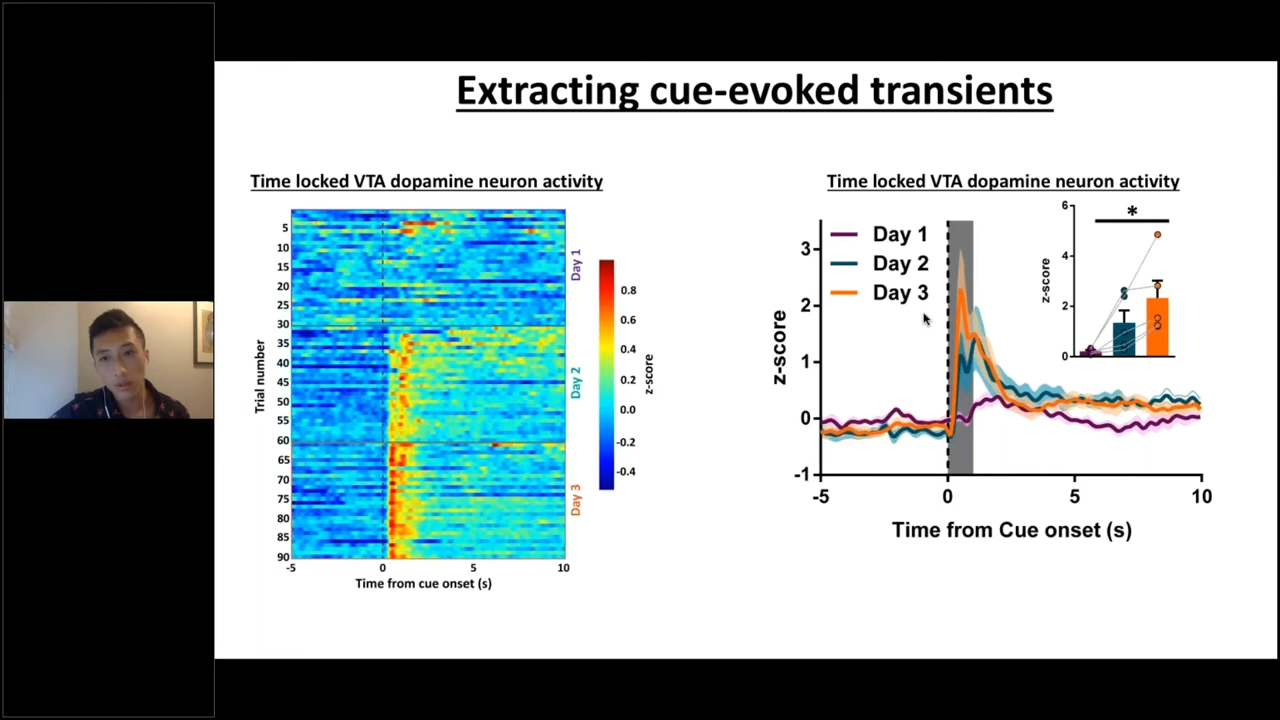 Extracting cue-evoked transients
Time locked VTA dopamine neuron activity
Trial number
5
10
15
20
25
30
35
40
45
50
55
60
65
70
75
80
85
90
-5
0
5
10
Time from cue onset (s)
Day 1
Day 2
Day 3
0.8
0.6
0.4
0.2
0.0
-0.2
-0.4
z-score
Time locked VTA dopamine neuron activity
Day 1
Day 2
Day 3
z-score
3
2
1
0
-1
-5
0
5
10
Time from Cue onset (s)
z-score
6
4
2
0
*